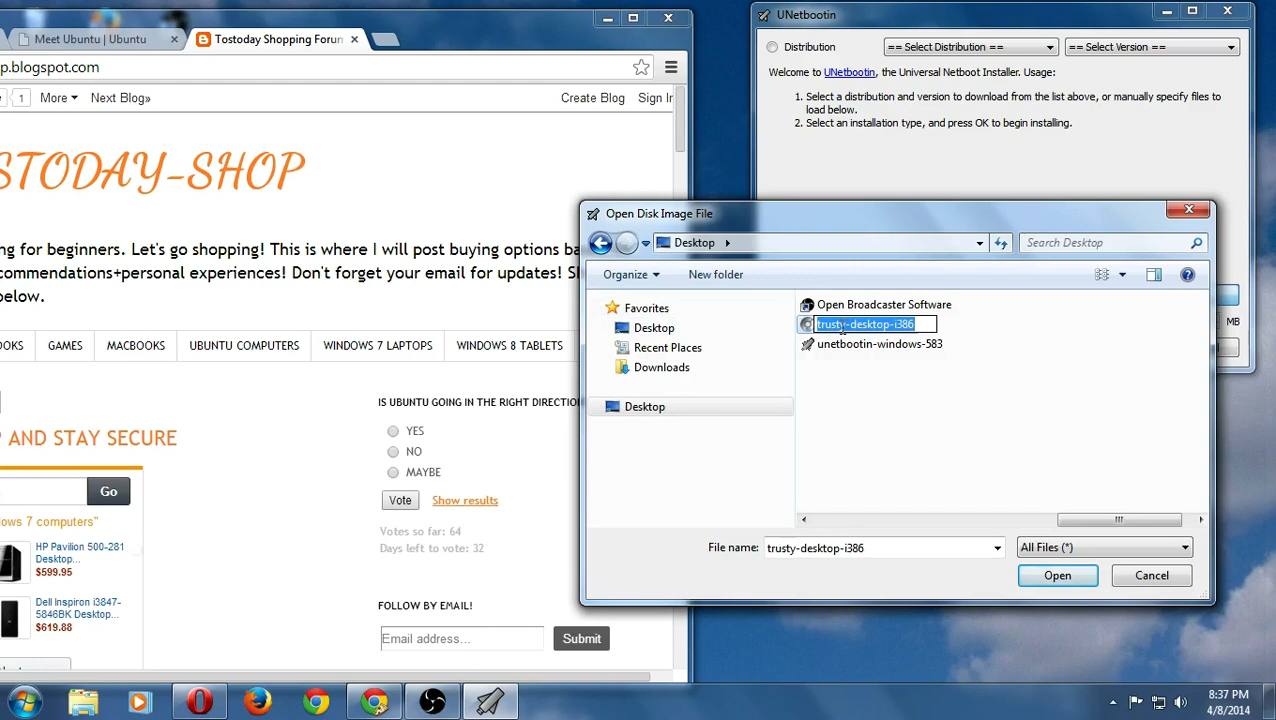 Meet Ubuntu | Ubuntu
Tostoday Shopping Forun
p.blogspot.com
1 More Next Blog»
Create Blog Sign In
STODAY-SHOP
ng for beginners. Let's go shopping! This is where I will post buying options ba
commendations+personal experiences! Don't forget your email for updates!
below.
OOKS GAMES MACBOOKS UBUNTU COMPUTERS WINDOWS 7 LAPTOPS WINDOWS 8 TABLETS
IS UBUNTU GOING IN THE RIGHT DIRECTIO
YES
NO
MAYBE
Vote Show results
Votes so far: 64
Days left to vote: 32
FOLLOW BY EMAIL!
Email address...
Submit
AND STAY SECURE
Go
ows 7 computers"
HP Pavilion 500-281
Desktop...
$599.95
Dell Inspiron i3847-
5846BK Desktop...
$619.88
UNetbootin
Distribution
== Select Distribution ==
== Select Version ==
Welcome to UNetbootin, the Universal Netboot Installer. Usage:
1. Select a distribution and version to download from the list above, or manually specify files to
load below.
2. Select an installation type, and press OK to begin installing.
MB
Open Disk Image File
Desktop
Search Desktop
Organize
New folder
Favorites
Desktop
Recent Places
Downloads
Desktop
Open Broadcaster Software
trusty-desktop-i386
unetbootin-windows-583
File name: trusty-desktop-i386
All Files (*)
Open
Cancel
8:37 PM
4/8/2014